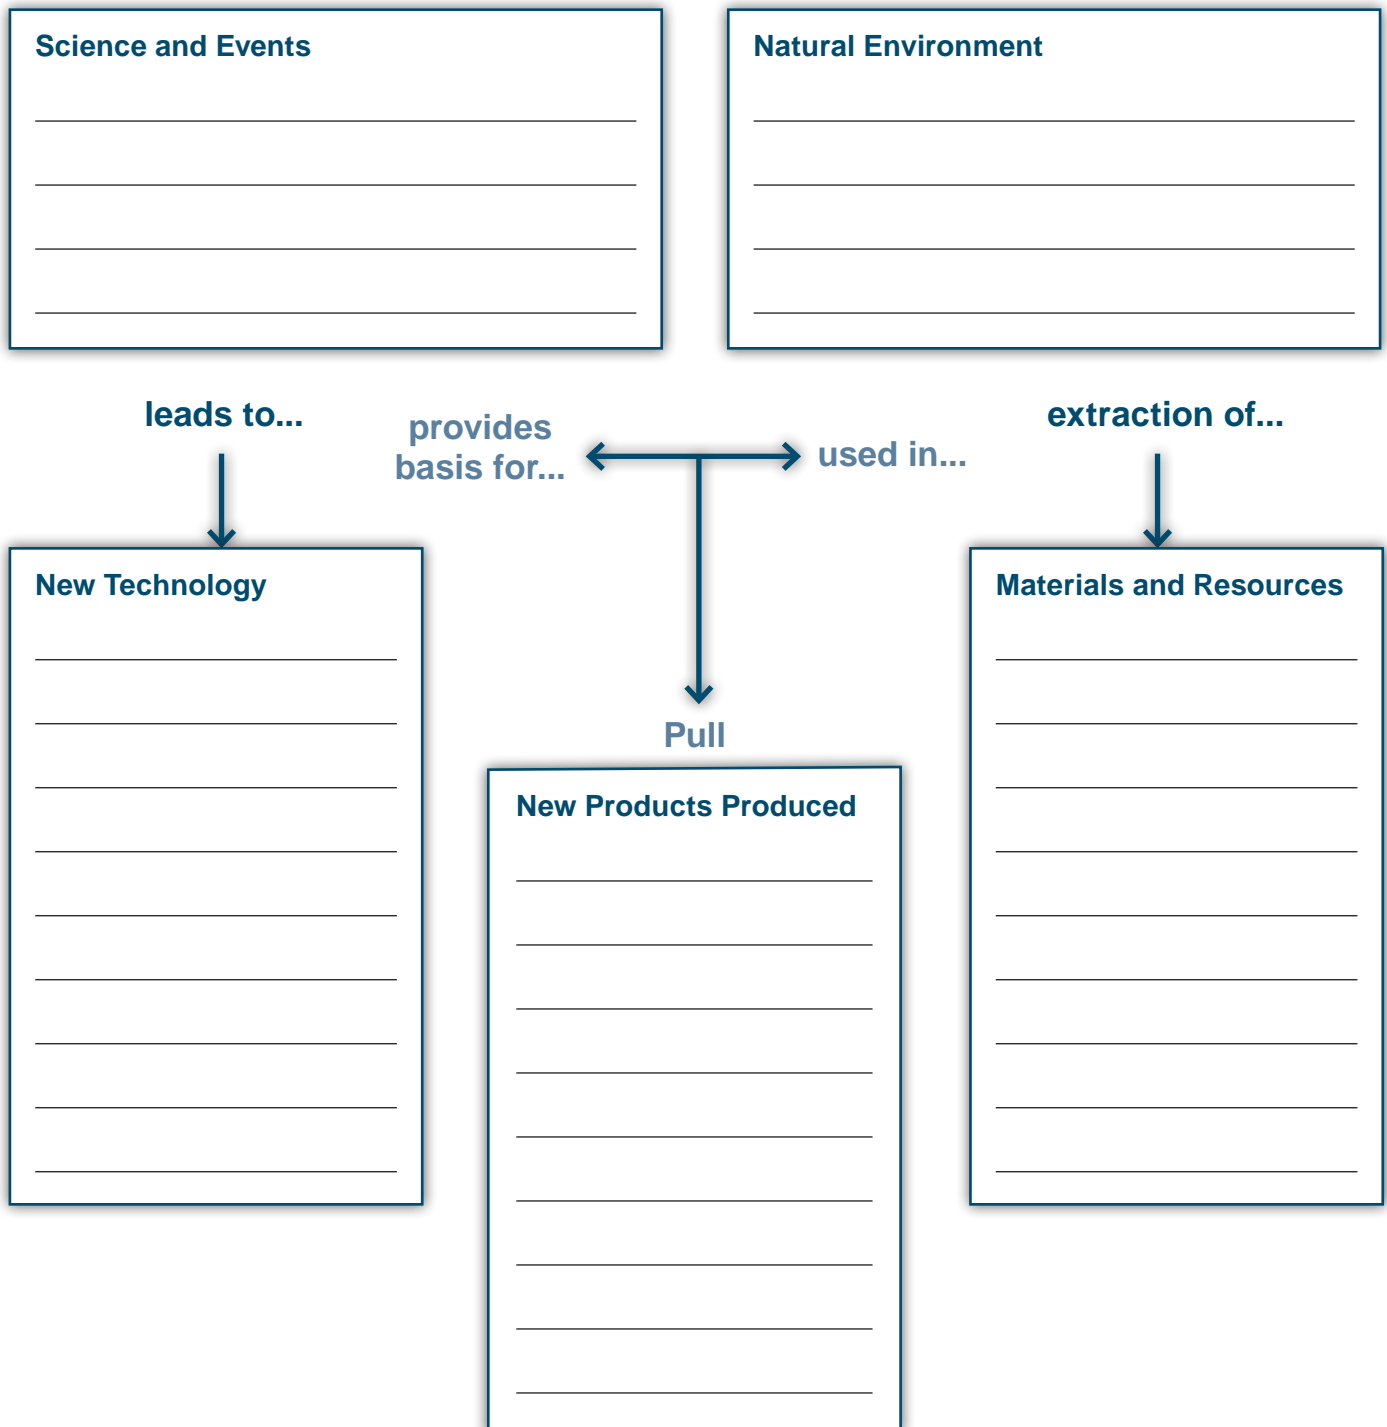 Science and Events
Natural Environment
leads to...
provides
basis for...
used in...
extraction of...
New Technology
Materials and Resources
Pull
New Products Produced